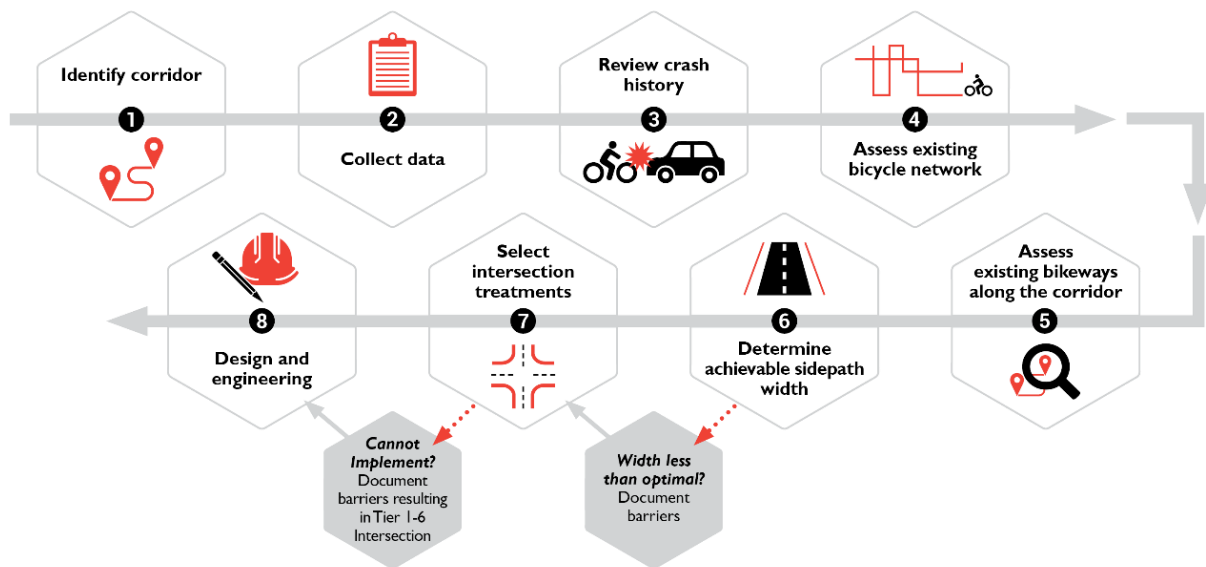 Identify corridor
1
2
Collect data
Review crash
history
3
4
Assess existing
bicycle network
Assess
existing bikeways
along the corridor
5
6
Determine
achievable sidepath
width
Select
intersection
treatments
7
8
Design and
engineering
Width less
than optimal?
Document
barriers
Cannot
Implement?
Document
barriers resulting
in Tier 1-6
Intersection